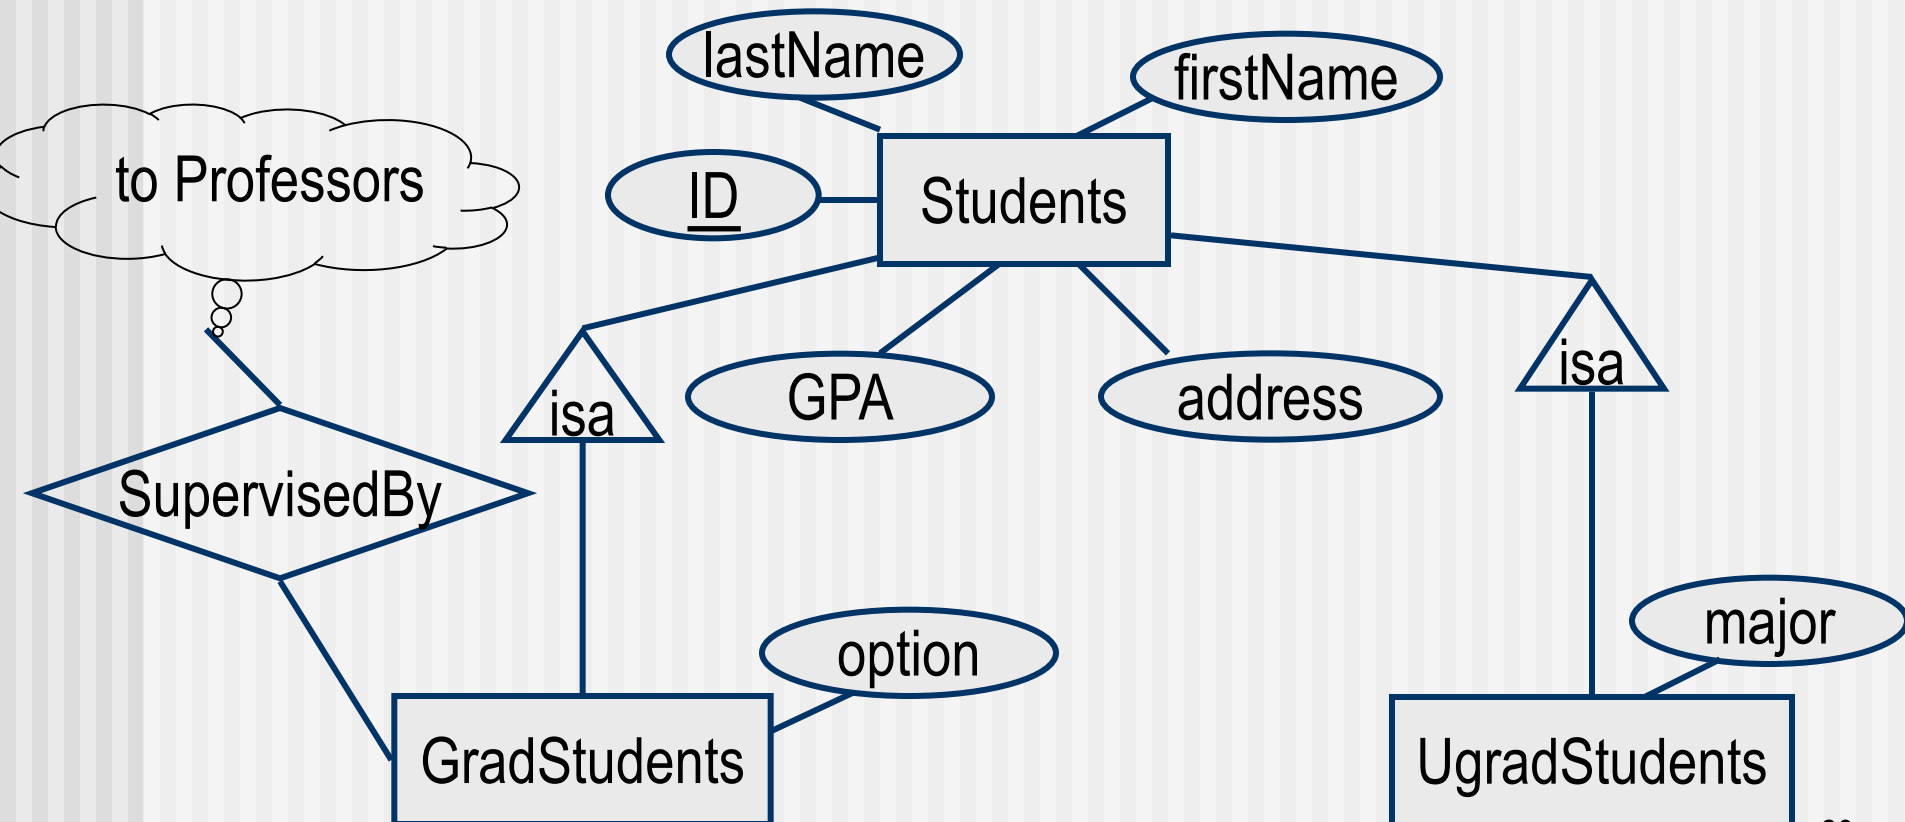 lastName
firstName
to Professors
ID
Students
isa
GPA
address
isa
SupervisedBy
option
major
GradStudents
UgradStudents